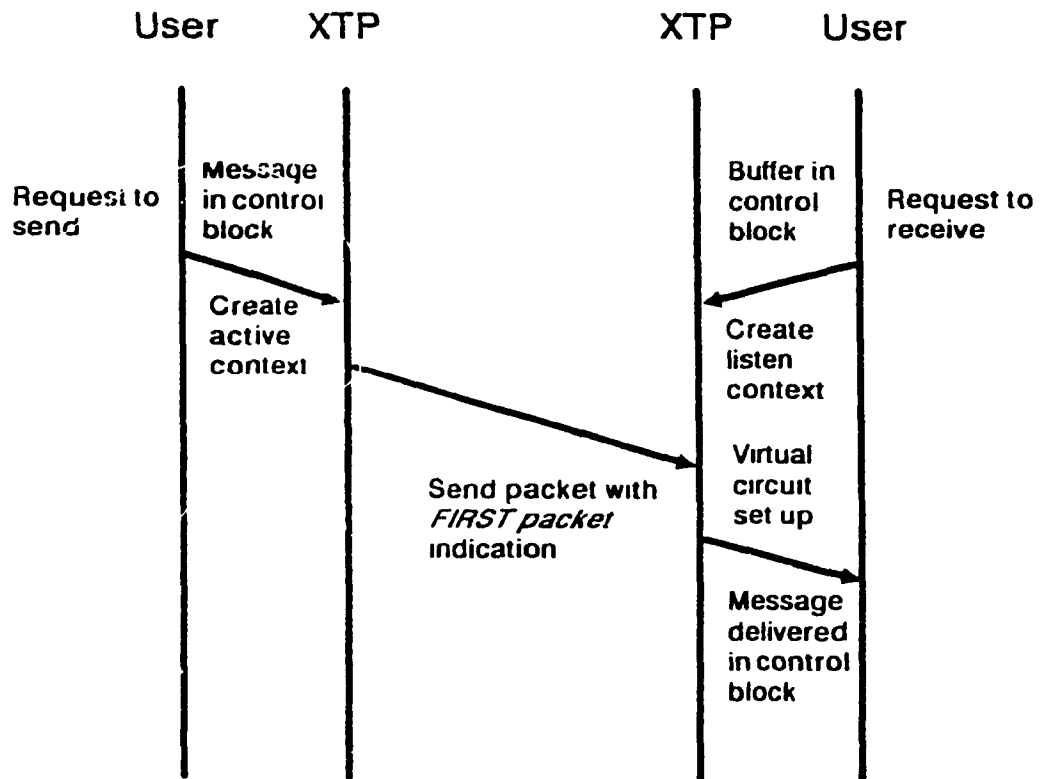 User XTP XTP User
Request to
send
Message
in control
block
Buffer in
control
block
Request to
receive
Create
active
context
Create
listen
context
Send packet with
FIRST packet
indication
Virtual
circuit
set up
Message
delivered
in control
block